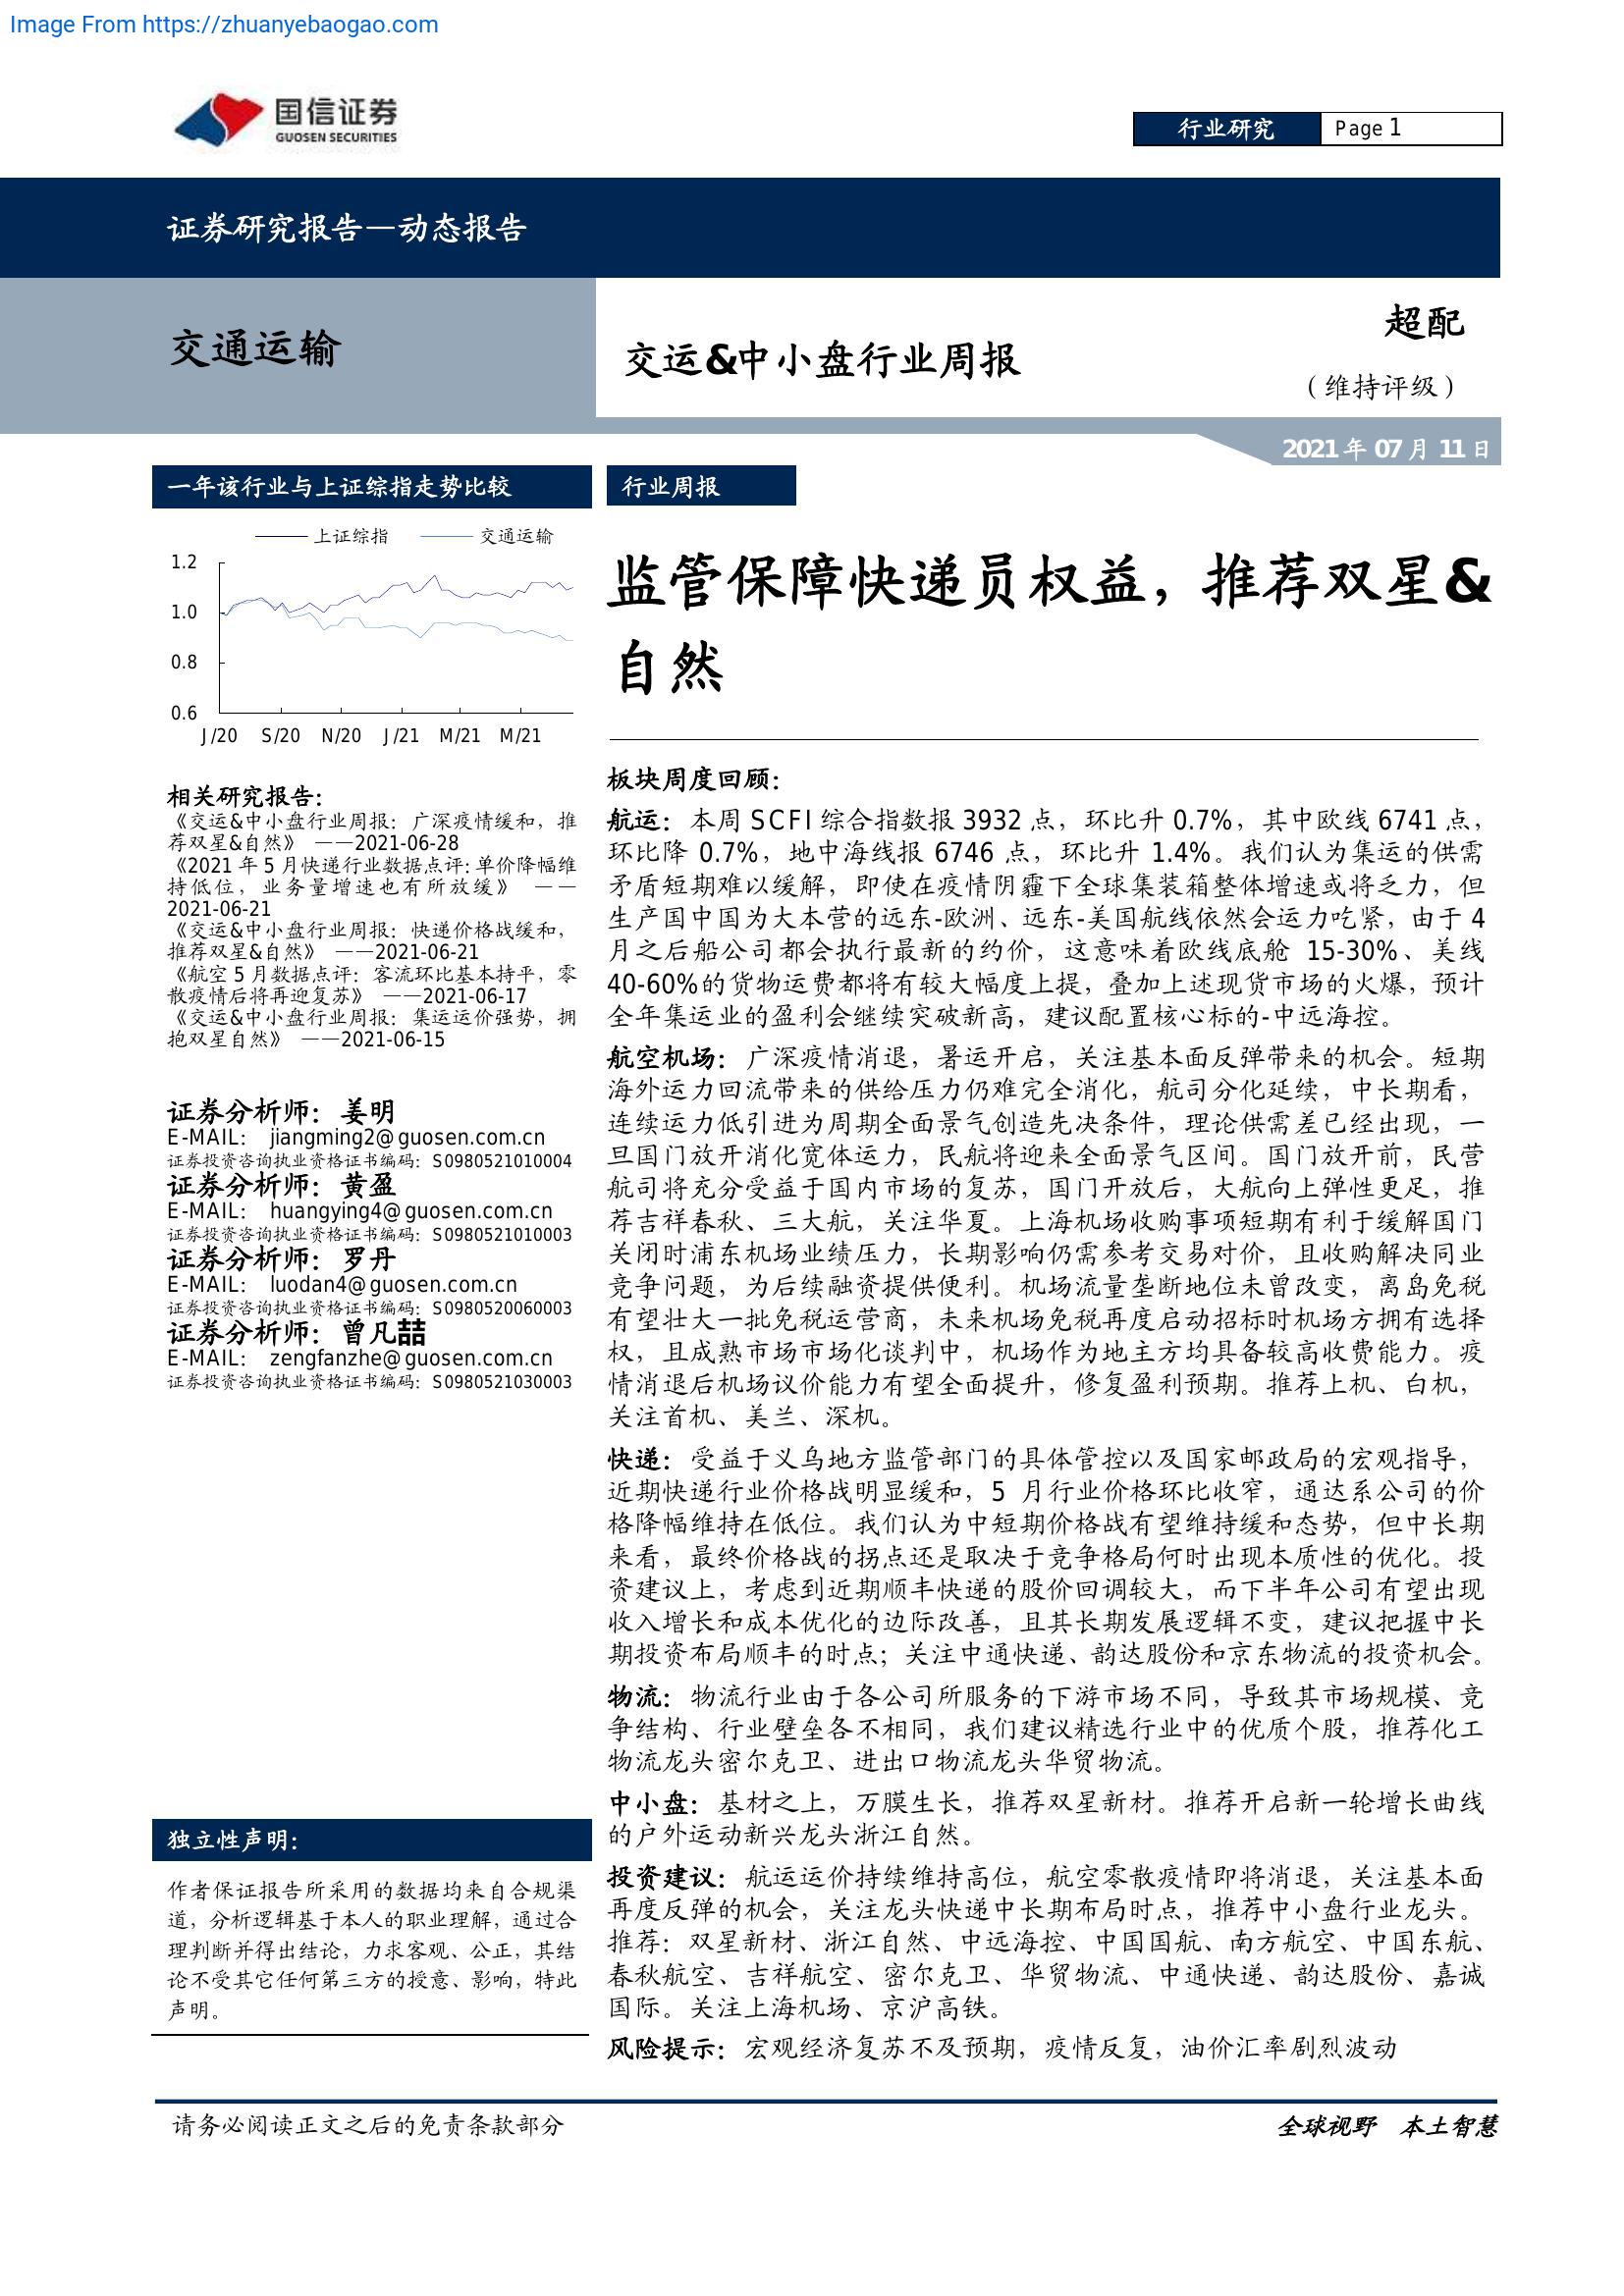 Image From https://zhuanyebaogao.com
国信证券
GUOSEN SECURITIES
行业研究
Page 1
证券研究报告—动态报告
交通运输
交运&中小盘行业周报
超配
（维持评级）
2021 年 07 月 11 日
一年该行业与上证综指走势比较
上证综指 交通运输
1.2
1.0
0.8
0.6
J/20 S/20 N/20 J/21 M/21 M/21
相关研究报告：
《交运&中小盘行业周报：广深疫情缓和，推
荐双星&自然》 ——2021-06-28
《2021 年 5 月快递行业数据点评：单价降幅维
持低位，业务量增速也有所放缓》 ——
2021-06-21
《交运&中小盘行业周报：快递价格战缓和，
推荐双星&自然》 ——2021-06-21
《航空 5 月数据点评：客流环比基本持平，零
散疫情后将再迎复苏》 ——2021-06-17
《交运&中小盘行业周报：集运运价强势，拥
抱双星自然》 ——2021-06-15
证券分析师：姜明
E-MAIL： jiangming2@guosen.com.cn
证券投资咨询执业资格证书编码：S0980521010004
证券分析师：黄盈
E-MAIL： huangying4@guosen.com.cn
证券投资咨询执业资格证书编码：S0980521010003
证券分析师：罗丹
E-MAIL： luodan4@guosen.com.cn
证券投资咨询执业资格证书编码：S0980520060003
证券分析师：曾凡喆
E-MAIL： zengfanzhe@guosen.com.cn
证券投资咨询执业资格证书编码：S0980521030003
独立性声明：
作者保证报告所采用的数据均来自合规渠
道，分析逻辑基于本人的职业理解，通过合
理判断并得出结论，力求客观、公正，其结
论不受其它任何第三方的授意、影响，特此
声明。
行业周报
监管保障快递员权益，推荐双星&
自然
板块周度回顾：
航运：本周 SCFI 综合指数报 3932 点，环比升 0.7%，其中欧线 6741 点，
环比降 0.7%，地中海线报 6746 点，环比升 1.4%。我们认为集运的供需
矛盾短期难以缓解，即使在疫情阴霾下全球集装箱整体增速或将乏力，但
生产国中国为大本营的远东-欧洲、远东-美国航线依然会运力吃紧，由于 4
月之后船公司都会执行最新的约价，这意味着欧线底舱 15-30%、美线
40-60%的货物运费都将有较大幅度上提，叠加上述现货市场的火爆，预计
全年集运业的盈利会继续突破新高，建议配置核心标的-中远海控。
航空机场：广深疫情消退，暑运开启，关注基本面反弹带来的机会。短期
海外运力回流带来的供给压力仍难完全消化，航司分化延续，中长期看，
连续运力低引进为周期全面景气创造先决条件，理论供需差已经出现，一
旦国门放开消化宽体运力，民航将迎来全面景气区间。国门放开前，民营
航司将充分受益于国内市场的复苏，国门开放后，大航向上弹性更足，推
荐吉祥春秋、三大航，关注华夏。上海机场收购事项短期有利于缓解国门
关闭时浦东机场业绩压力，长期影响仍需参考交易对价，且收购解决同业
竞争问题，为后续融资提供便利。机场流量垄断地位未曾改变，离岛免税
有望壮大一批免税运营商，未来机场免税再度启动招标时机场方拥有选择
权，且成熟市场市场化谈判中，机场作为地主方均具备较高收费能力。疫
情消退后机场议价能力有望全面提升，修复盈利预期。推荐上机、白机，
关注首机、美兰、深机。
快递：受益于义乌地方监管部门的具体管控以及国家邮政局的宏观指导，
近期快递行业价格战明显缓和，5 月行业价格环比收窄，通达系公司的价
格降幅维持在低位。我们认为中短期价格战有望维持缓和态势，但中长期
来看，最终价格战的拐点还是取决于竞争格局何时出现本质性的优化。投
资建议上，考虑到近期顺丰快递的股价回调较大，而下半年公司有望出现
收入增长和成本优化的边际改善，且其长期发展逻辑不变，建议把握中长
期投资布局顺丰的时点；关注中通快递、韵达股份和京东物流的投资机会。
物流：物流行业由于各公司所服务的下游市场不同，导致其市场规模、竞
争结构、行业壁垒各不相同，我们建议精选行业中的优质个股，推荐化工
物流龙头密尔克卫、进出口物流龙头华贸物流。
中小盘：基材之上，万膜生长，推荐双星新材。推荐开启新一轮增长曲线
的户外运动新兴龙头浙江自然。
投资建议：航运运价持续维持高位，航空零散疫情即将消退，关注基本面
再度反弹的机会，关注龙头快递中长期布局时点，推荐中小盘行业龙头。
推荐：双星新材、浙江自然、中远海控、中国国航、南方航空、中国东航、
春秋航空、吉祥航空、密尔克卫、华贸物流、中通快递、韵达股份、嘉诚
国际。关注上海机场、京沪高铁。
风险提示：宏观经济复苏不及预期，疫情反复，油价汇率剧烈波动
请务必阅读正文之后的免责条款部分
全球视野 本土智慧